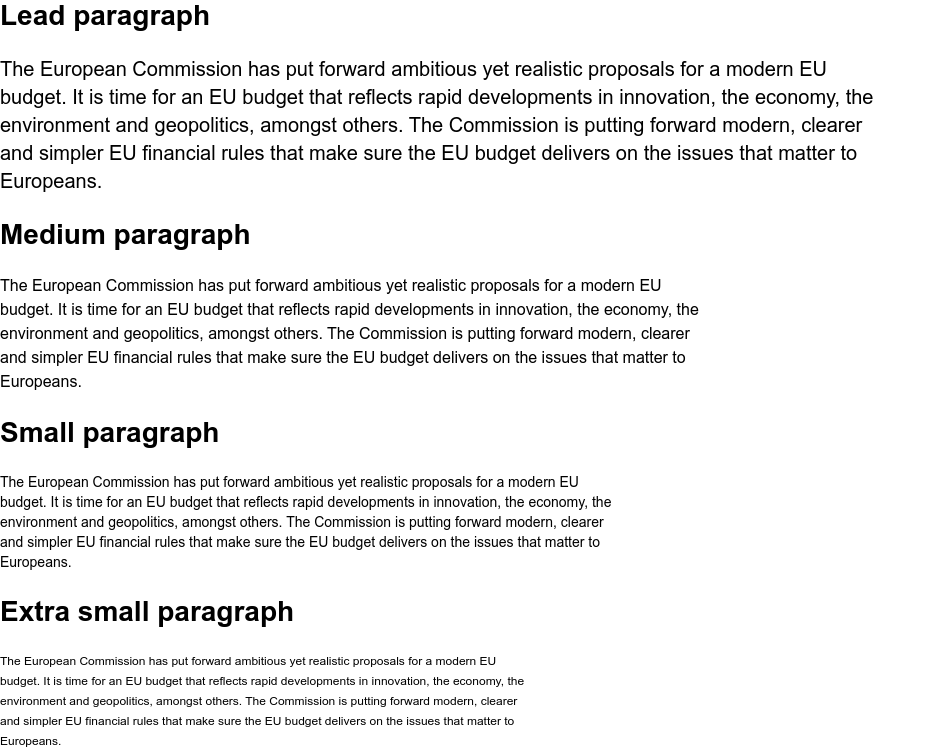 Lead paragraph
The European Commission has put forward ambitious yet realistic proposals for a modern EU
budget. It is time for an EU budget that reflects rapid developments in innovation, the economy, the
environment and geopolitics, amongst others. The Commission is putting forward modern, clearer
and simpler EU financial rules that make sure the EU budget delivers on the issues that matter to
Europeans.
Medium paragraph
The European Commission has put forward ambitious yet realistic proposals for a modern EU
budget. It is time for an EU budget that reflects rapid developments in innovation, the economy, the
environment and geopolitics, amongst others. The Commission is putting forward modern, clearer
and simpler EU financial rules that make sure the EU budget delivers on the issues that matter to
Europeans.
Small paragraph
The European Commission has put forward ambitious yet realistic proposals for a modern EU
budget. It is time for an EU budget that reflects rapid developments in innovation, the economy, the
environment and geopolitics, amongst others. The Commission is putting forward modern, clearer
and simpler EU financial rules that make sure the EU budget delivers on the issues that matter to
Europeans.
Extra small paragraph
The European Commission has put forward ambitious yet realistic proposals for a modern EU
budget. It is time for an EU budget that reflects rapid developments in innovation, the economy, the
environment and geopolitics, amongst others. The Commission is putting forward modern, clearer
and simpler EU financial rules that make sure the EU budget delivers on the issues that matter to
Europeans.